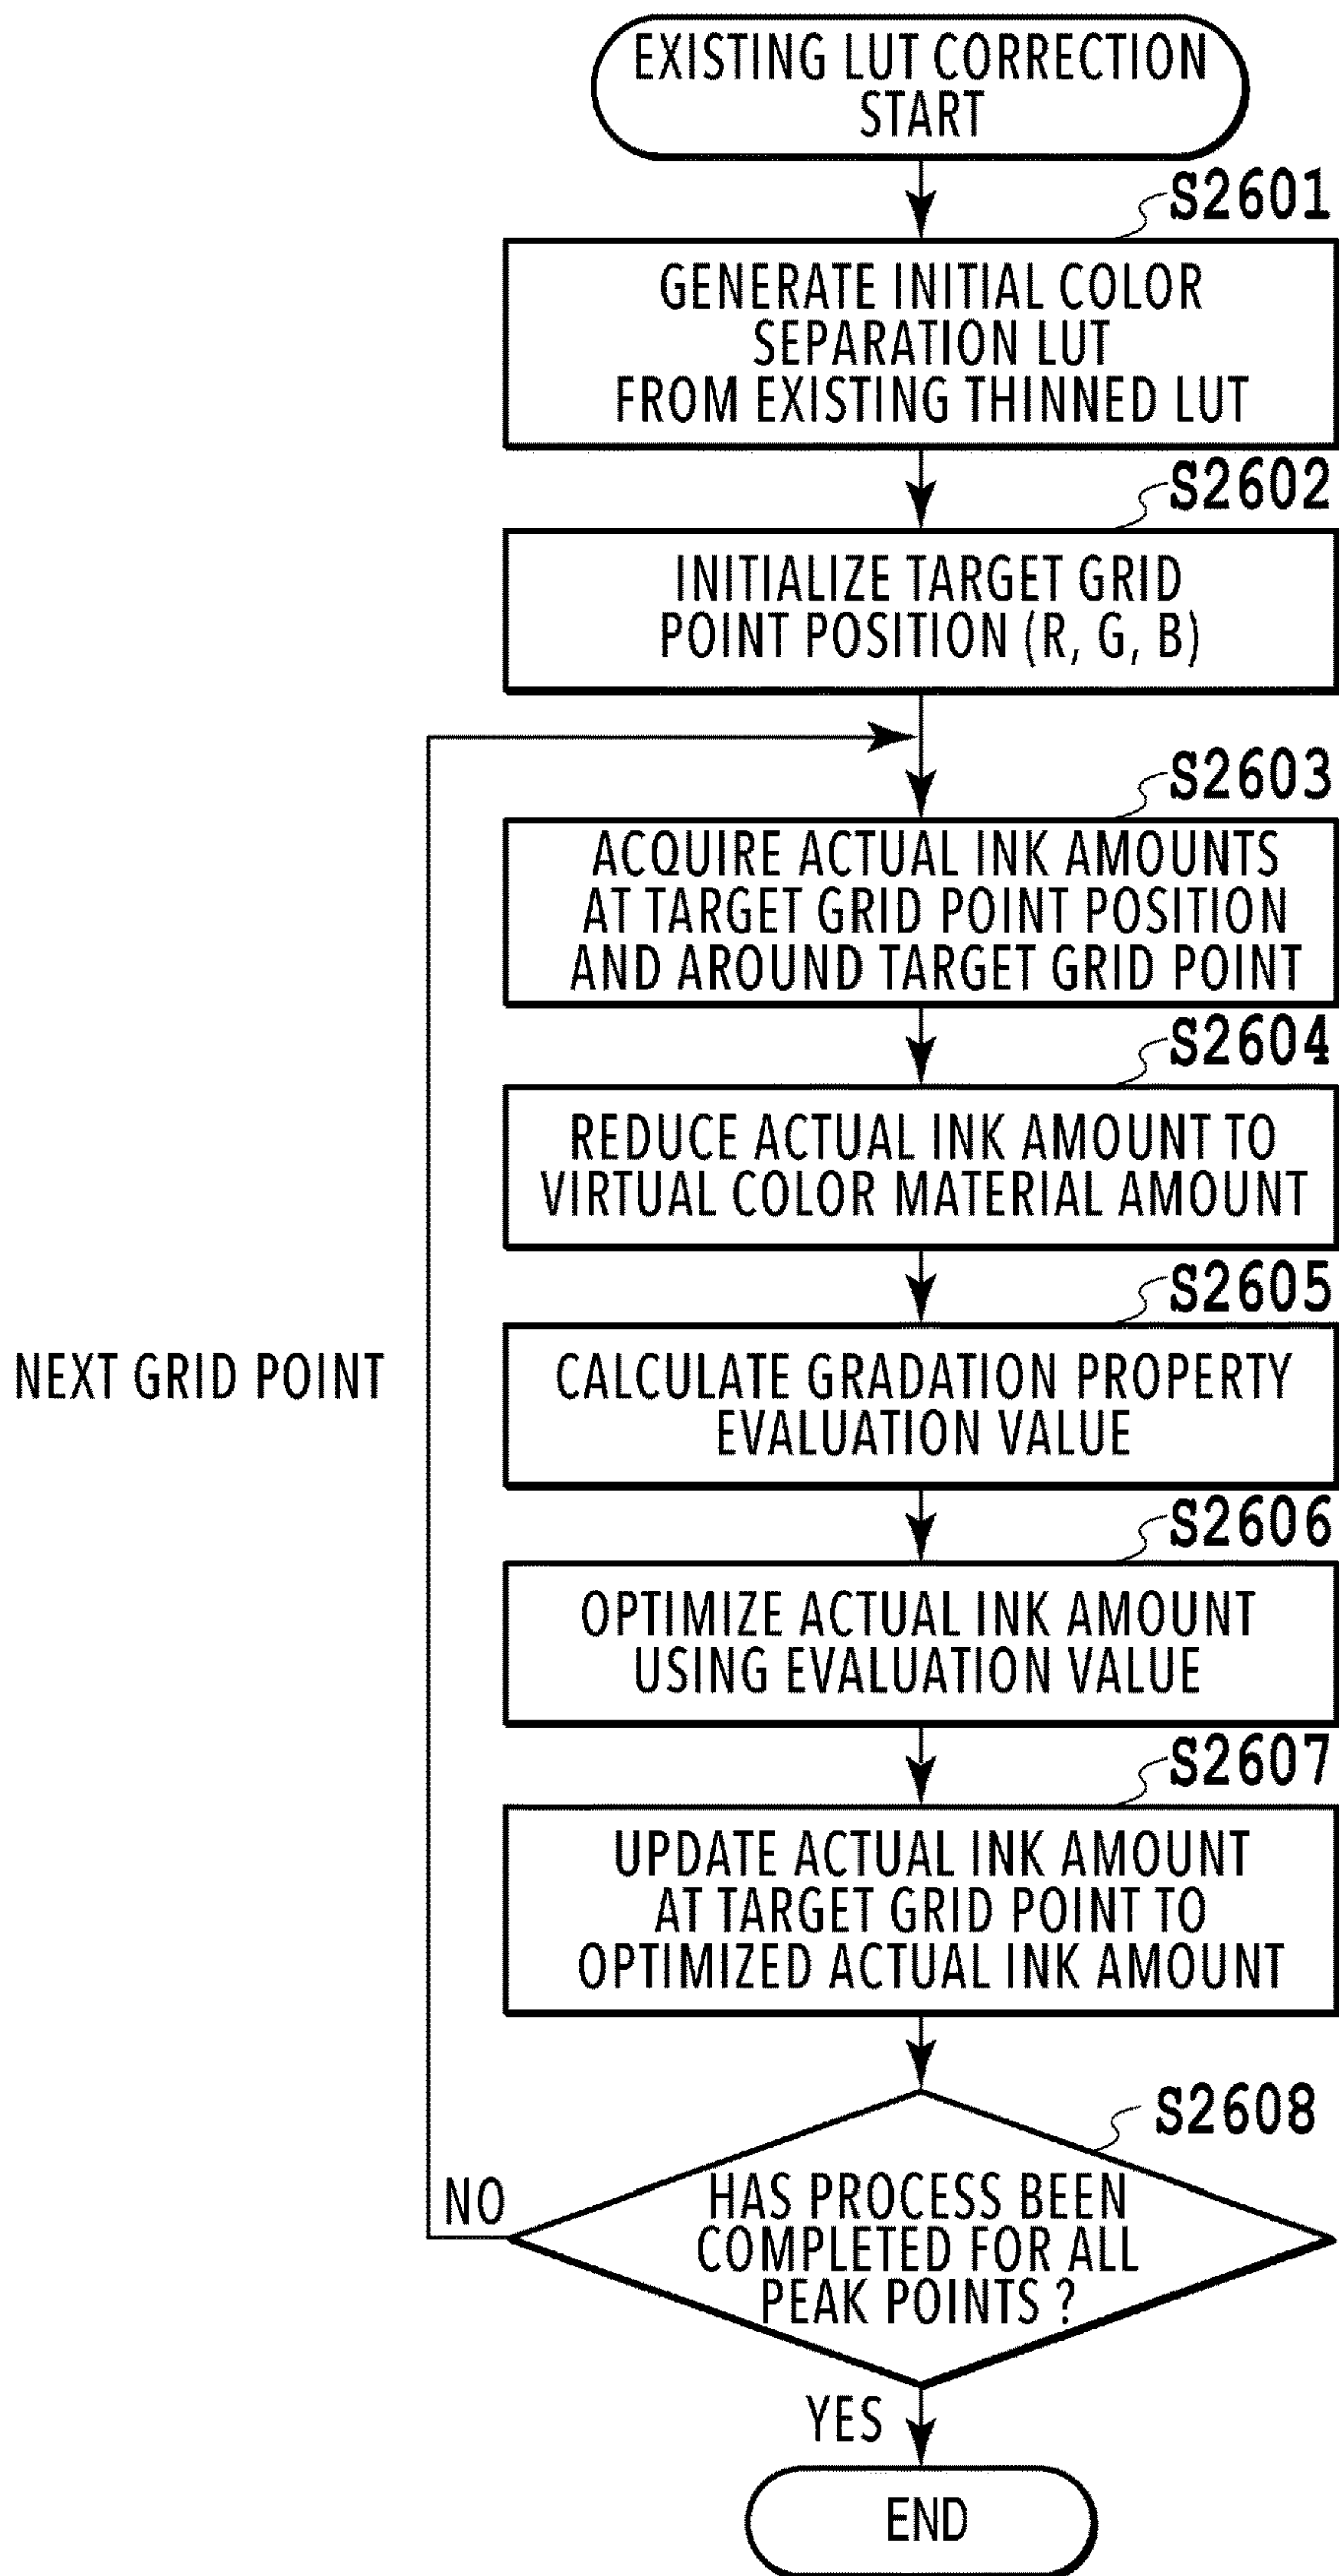 EXISTING LUT CORRECTION
START
S2601
GENERATE INITIAL COLOR
SEPARATION LUT
FROM EXISTING THINNED LUT
S2602
INITIALIZE TARGET GRID
POINT POSITION (R, G, B)
S2603
ACQUIRE ACTUAL INK AMOUNTS
AT TARGET GRID POINT POSITION
AND AROUND TARGET GRID POINT
S2604
REDUCE ACTUAL INK AMOUNT TO
VIRTUAL COLOR MATERIAL AMOUNT
S2605
CALCULATE GRADATION PROPERTY
EVALUATION VALUE
NEXT GRID POINT
S2606
OPTIMIZE ACTUAL INK AMOUNT
USING EVALUATION VALUE
S2607
UPDATE ACTUAL INK AMOUNT
AT TARGET GRID POINT TO
OPTIMIZED ACTUAL INK AMOUNT
S2608
HAS PROCESS BEEN
COMPLETED FOR ALL
PEAK POINTS ?
NO
YES
END